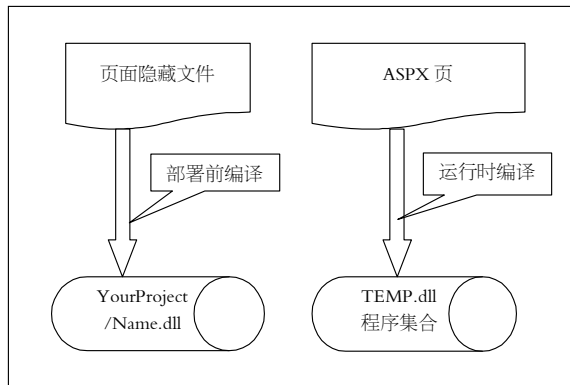 页面隐藏文件
ASPX 页
部署前编译
运行时编译
YourProject
/Name.dll
TEMP.dll
程序集合